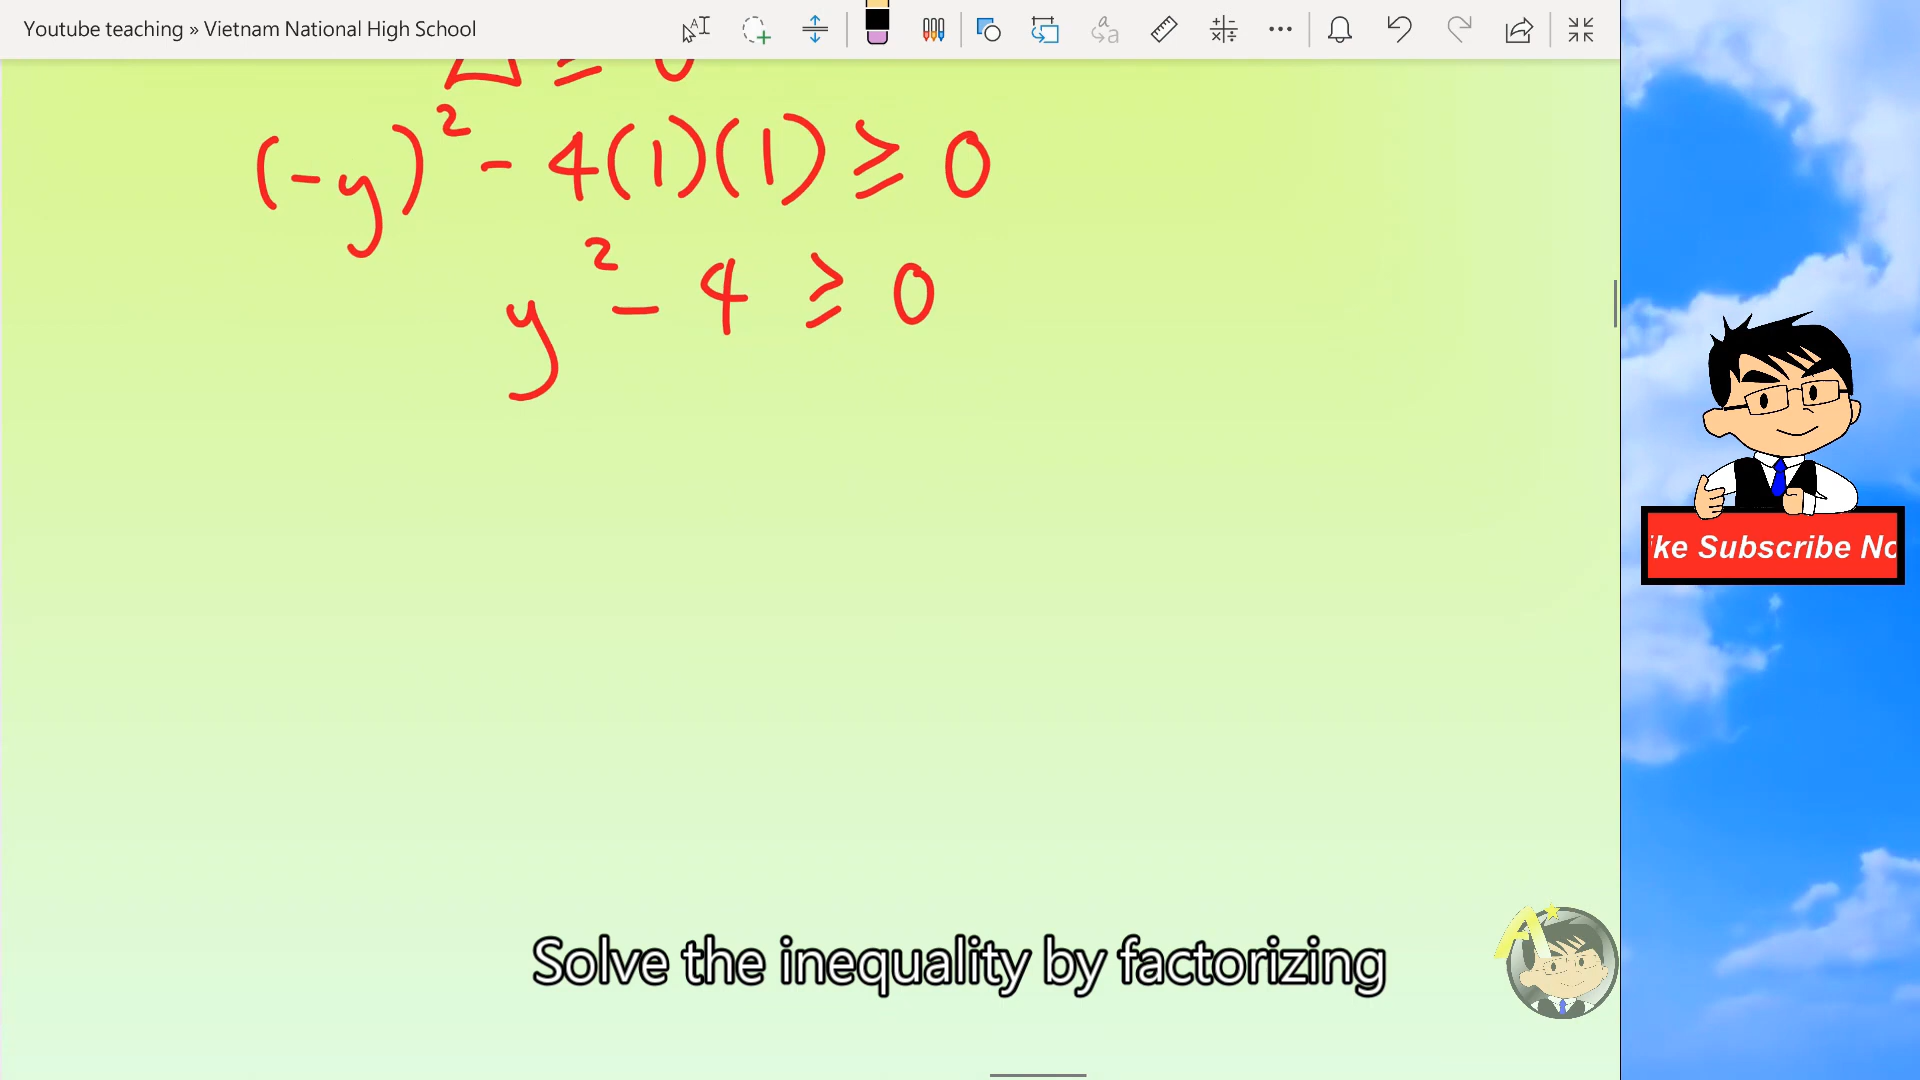 Youtube teaching » Vietnam National High School
Δ ≥ 0
(-y)² - 4(1)(1) ≥ 0
y² - 4 ≥ 0
ke Subscribe No
Solve the inequality by factorizing
A